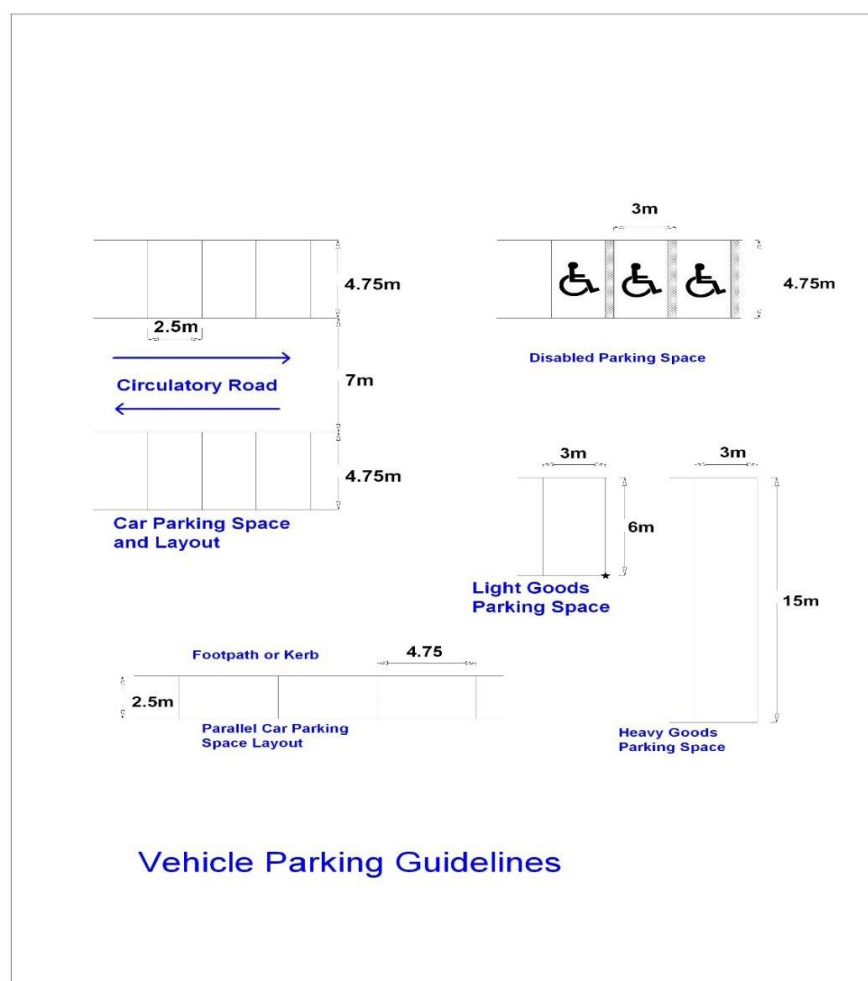 3m
4.75m
4.75m
2.5m
Disabled Parking Space
Circulatory Road
7m
3m
3m
4.75m
6m
Car Parking Space
and Layout
Light Goods
Parking Space
15m
Footpath or Kerb
4.75
2.5m
Parallel Car Parking
Space Layout
Heavy Goods
Parking Space
Vehicle Parking Guidelines